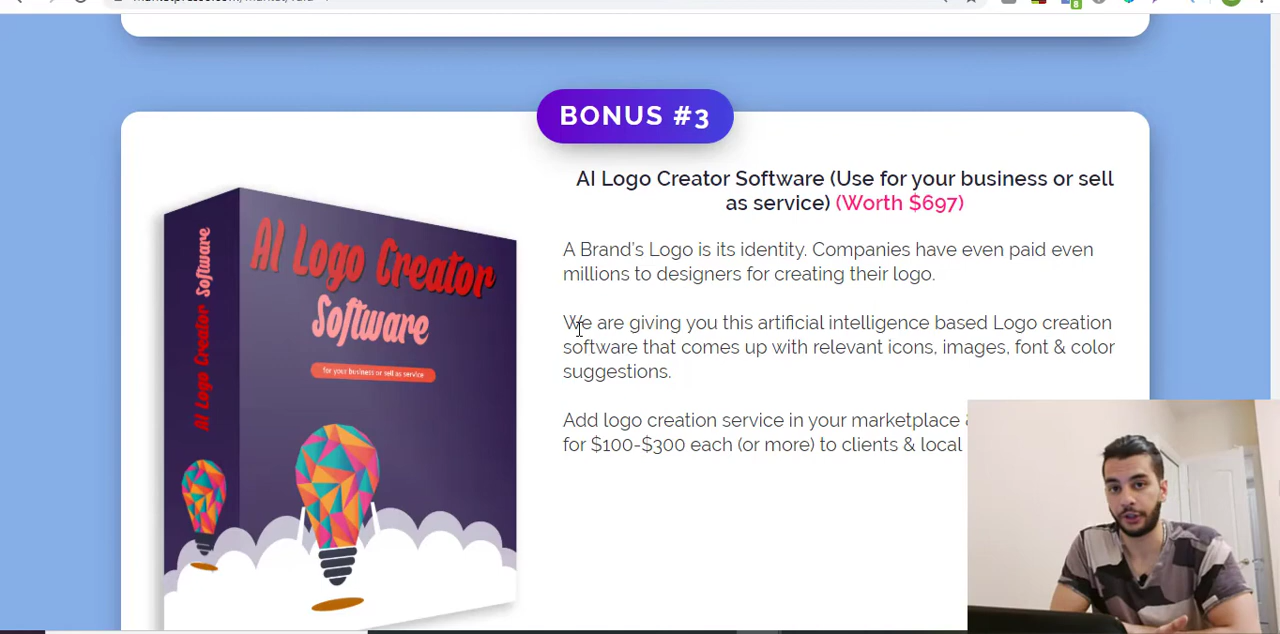 BONUS #3
AI Logo Creator Software (Use for your business or sell
as service) (Worth $697)
A Brand's Logo is its identity. Companies have even paid even
millions to designers for creating their logo.
We are giving you this artificial intelligence based Logo creation
software that comes up with relevant icons, images, font & color
suggestions.
Add logo creation service in your marketplace
for $100-$300 each (or more) to clients & local
AI Logo Creator
Software
for your business or sell as service
AI Logo Creator Software
8